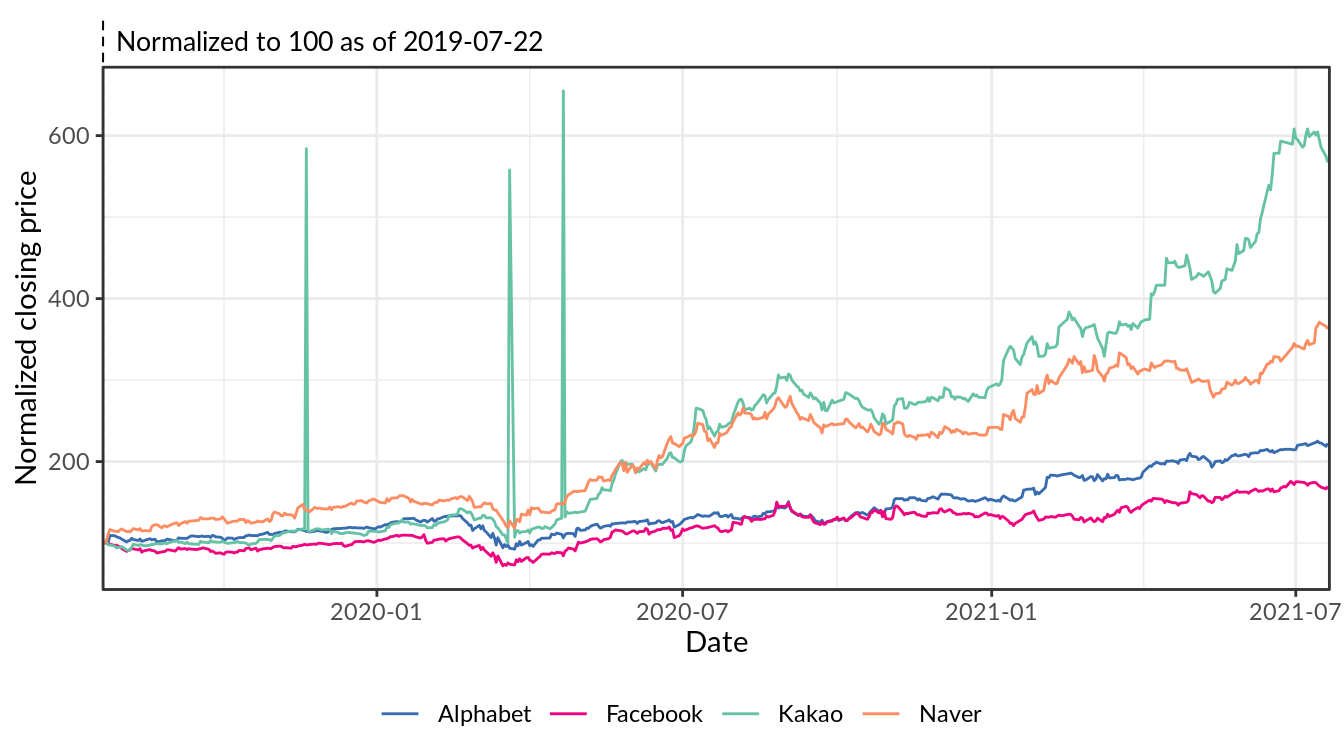 Normalized to 100 as of 2019-07-22
Normalized closing price
600
400
200
2020-01
2020-07
2021-01
2021-07
Date
Alphabet
Facebook
Kakao
Naver